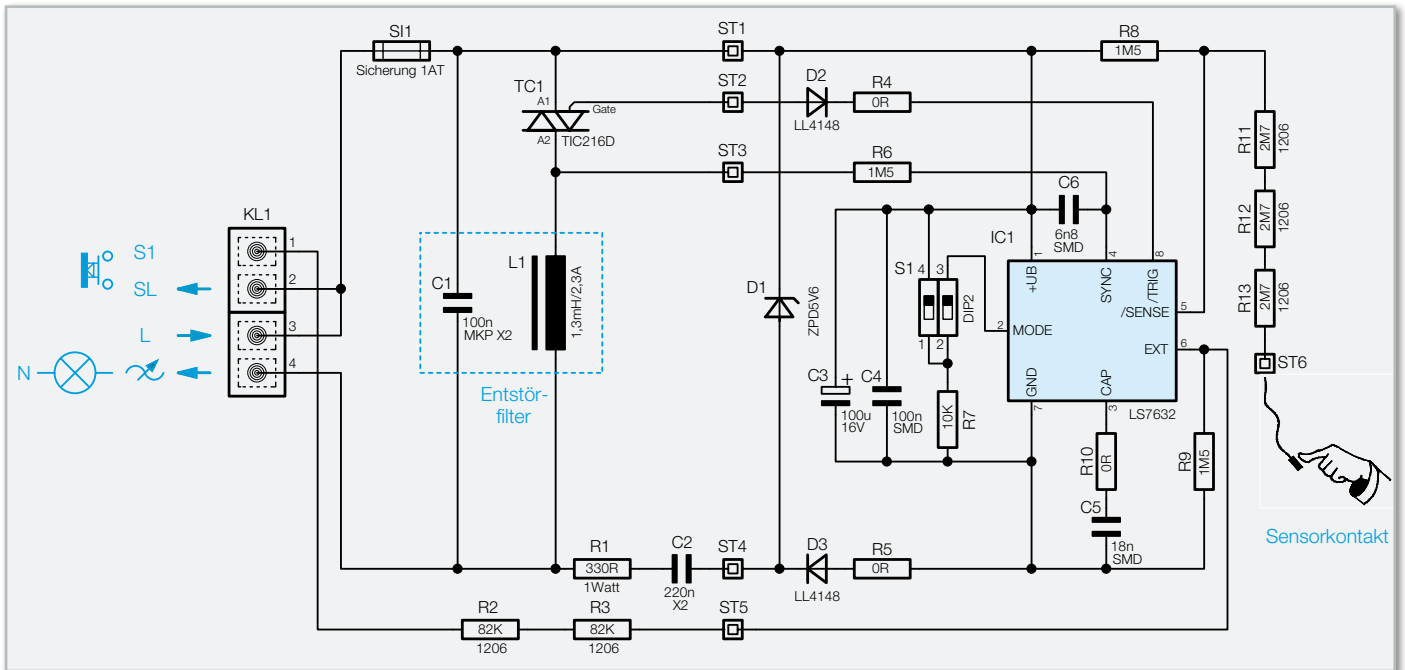 SI1
Sicherung 1AT
ST1
R8
1M5
TC1
A1
A2
Gate
TIC216D
ST2
D2
LL4148
R4
0R
ST3
R6
1M5
C6
6n8
SMD
R11
2M7
1206
R12
2M7
1206
R13
2M7
1206
ST6
KL1
S1
1
SL
2
L
3
N
4
C1
100n
MKP X2
L1
1,3mH/2,3A
Entstör-
filter
D1
ZPD5V6
S1
4
3
1
2
DIP2
IC1
1
4
8
+UB
SYNC
/TRIG
/SENSE
5
2
MODE
EXT
6
GND
CAP
7
3
LS7632
C3
+
100u
16V
C4
100n
SMD
10K
R7
R10
0R
R9
1M5
C5
18n
SMD
Sensorkontakt
R1
330R
1Watt
C2
220n
X2
ST4
D3
LL4148
R5
0R
R2
82K
1206
R3
82K
1206
ST5